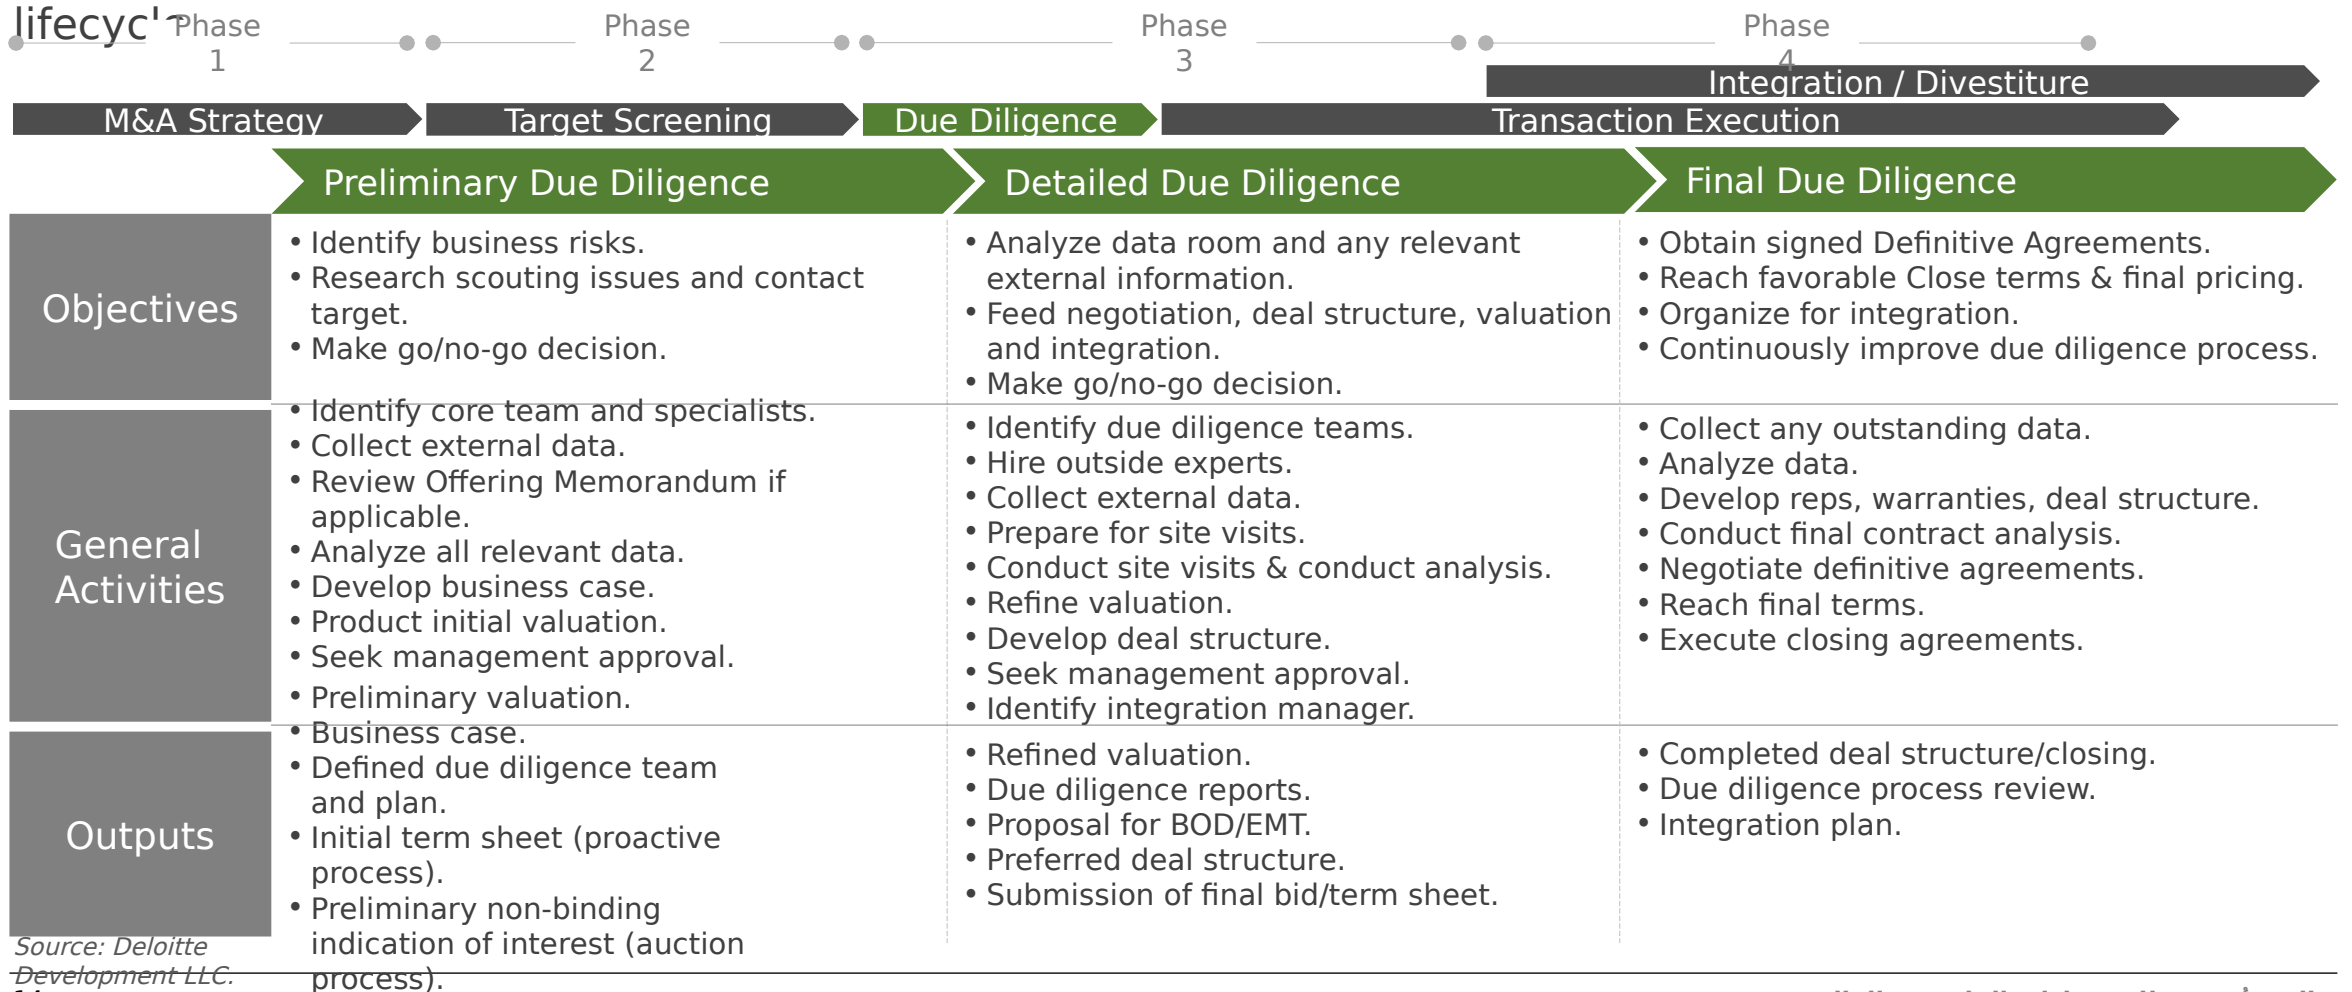 lifecycle
Phase
1
Phase
2
Phase
3
Phase
4
Integration / Divestiture
M&A Strategy
Target Screening
Due Diligence
Transaction Execution
Preliminary Due Diligence
Detailed Due Diligence
Final Due Diligence
Objectives
• Identify business risks.
• Research scouting issues and contact
target.
• Make go/no-go decision.
• Analyze data room and any relevant
external information.
• Feed negotiation, deal structure, valuation
and integration.
• Make go/no-go decision.
• Obtain signed Definitive Agreements.
• Reach favorable Close terms & final pricing.
• Organize for integration.
• Continuously improve due diligence process.
General
Activities
• Identify core team and specialists.
• Collect external data.
• Review Offering Memorandum if
applicable.
• Analyze all relevant data.
• Develop business case.
• Product initial valuation.
• Seek management approval.
• Identify due diligence teams.
• Hire outside experts.
• Collect external data.
• Prepare for site visits.
• Conduct site visits & conduct analysis.
• Refine valuation.
• Develop deal structure.
• Seek management approval.
• Identify integration manager.
• Collect any outstanding data.
• Analyze data.
• Develop reps, warranties, deal structure.
• Conduct final contract analysis.
• Negotiate definitive agreements.
• Reach final terms.
• Execute closing agreements.
Outputs
• Preliminary valuation.
• Business case.
• Defined due diligence team
and plan.
• Initial term sheet (proactive
process).
• Preliminary non-binding
indication of interest (auction
process).
• Refined valuation.
• Due diligence reports.
• Proposal for BOD/EMT.
• Preferred deal structure.
• Submission of final bid/term sheet.
• Completed deal structure/closing.
• Due diligence process review.
• Integration plan.
Source: Deloitte
Development LLC.